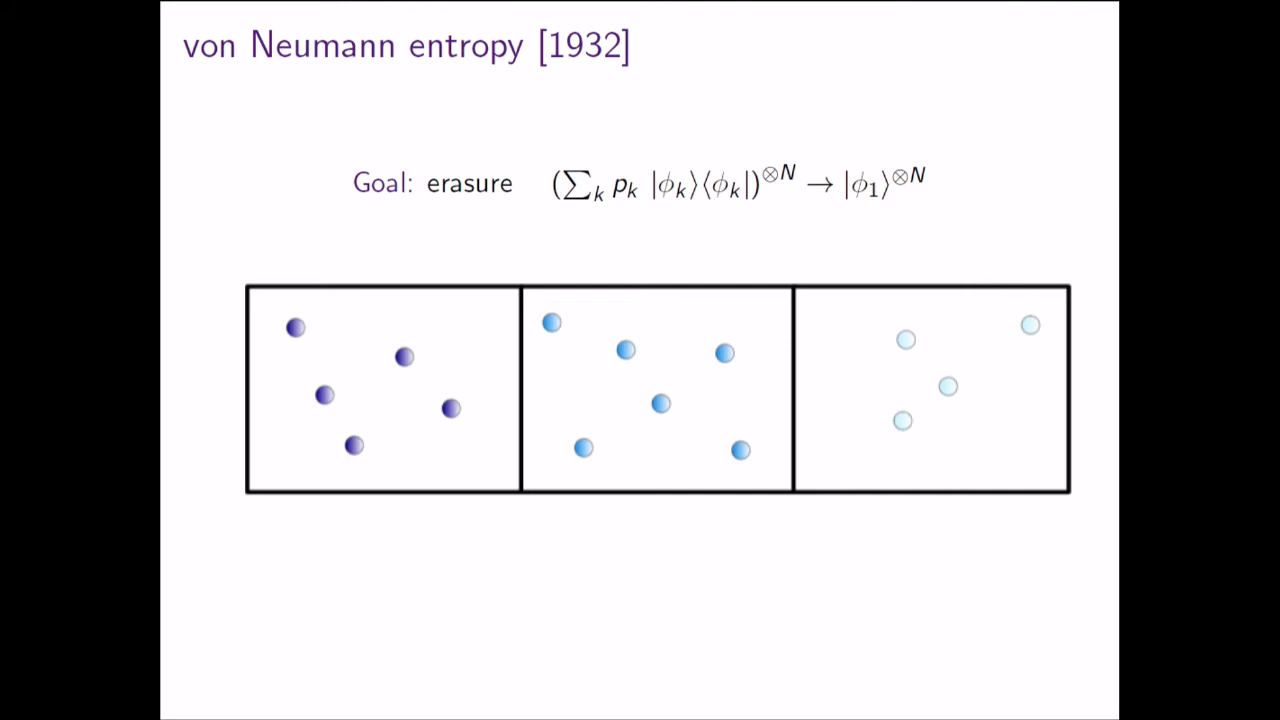 von Neumann entropy [1932]
Goal: erasure (∑ₖ pₖ |ϕₖ⟩⟨ϕₖ|)^⊗N → |ϕ₁⟩^⊗N